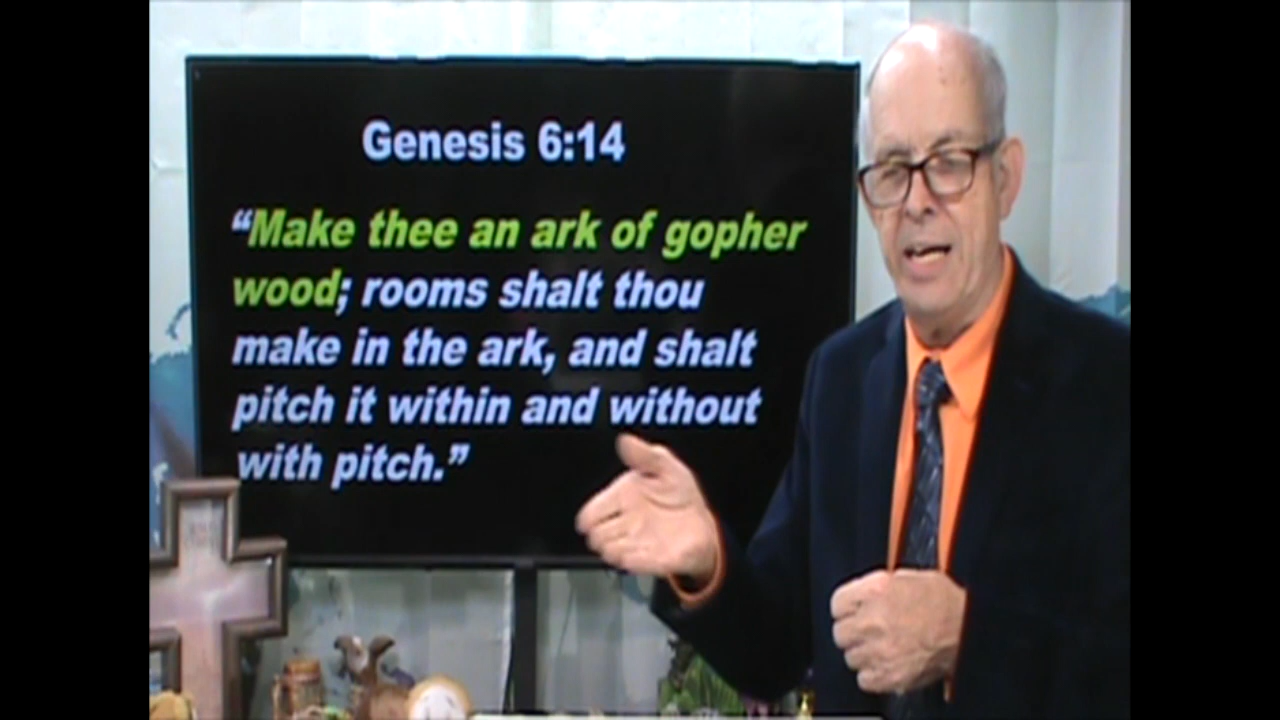 Genesis 6:14
“Make thee an ark of gopher
wood; rooms shalt thou
make in the ark, and shalt
pitch it within and without
with pitch.”